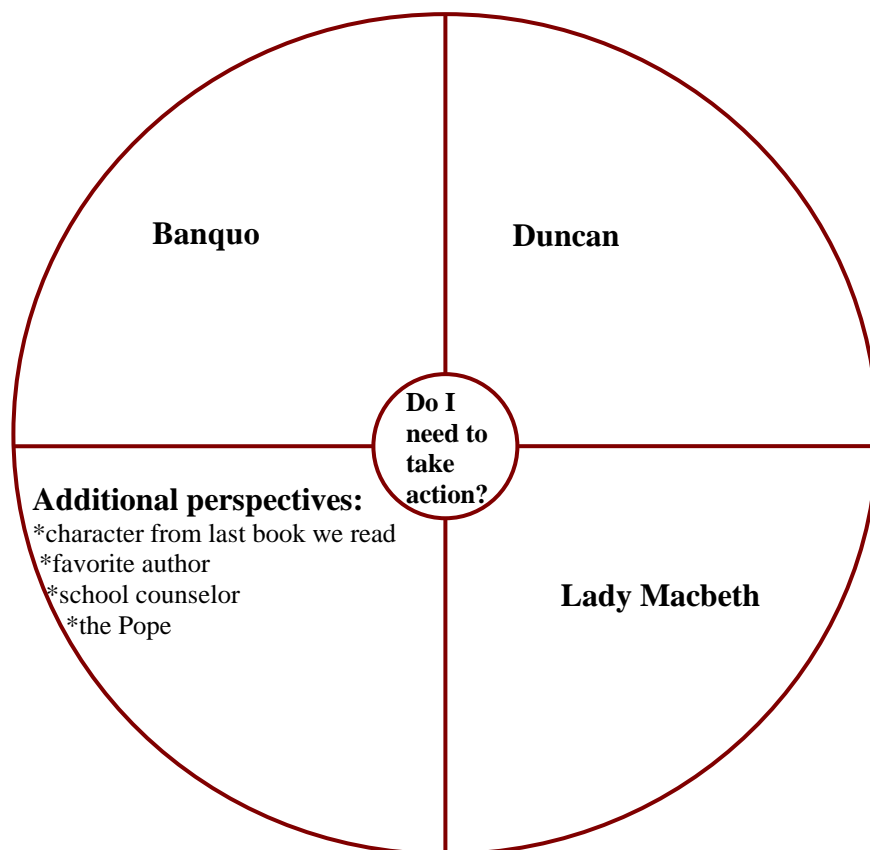 Banquo
Duncan
Do I
need to
take
action?
Additional perspectives:
*character from last book we read
*favorite author
*school counselor
*the Pope
Lady Macbeth